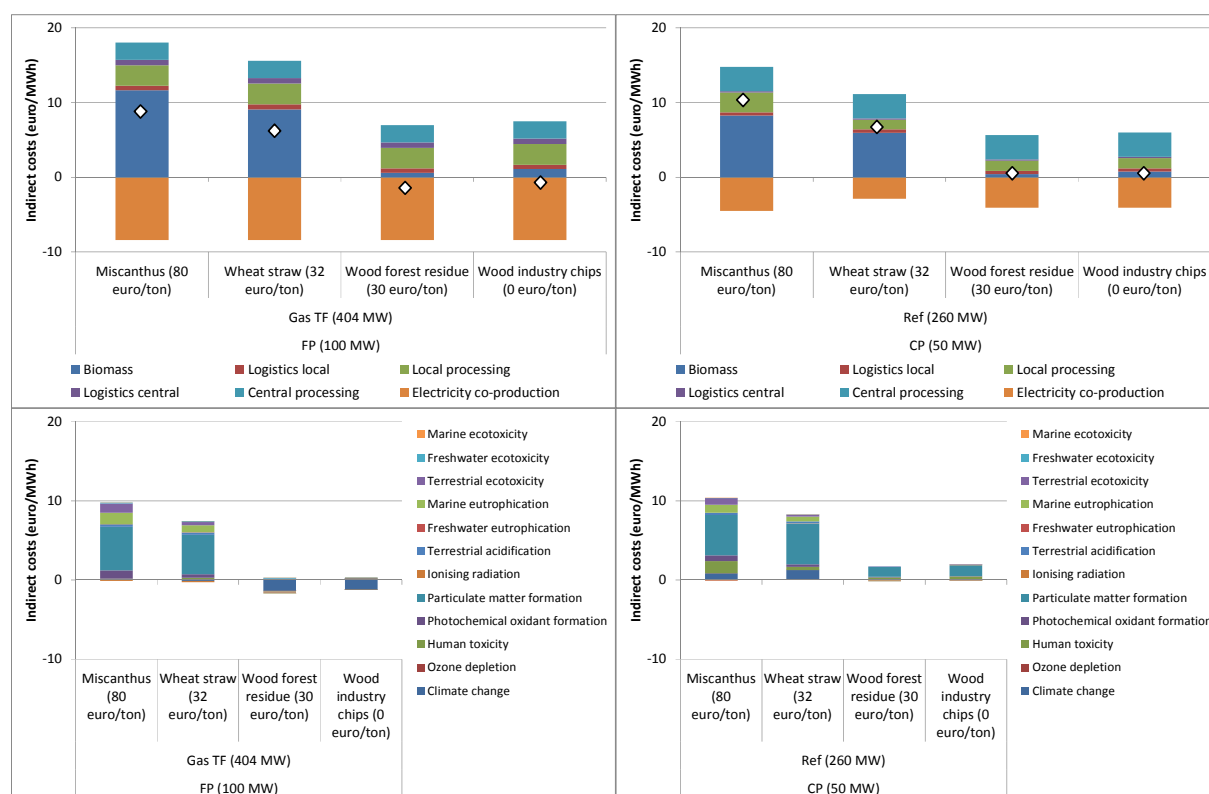 Indirect costs (euro/MWh)
20
10
0
-10
Miscanthus (80 euro/ton)
Wheat straw (32 euro/ton)
Wood forest residue (30 euro/ton)
Wood industry chips (0 euro/ton)
Gas TF (404 MW)
FP (100 MW)
Biomass
Logistics local
Local processing
Logistics central
Central processing
Electricity co-production
Indirect costs (euro/MWh)
20
10
0
-10
Miscanthus (80 euro/ton)
Wheat straw (32 euro/ton)
Wood forest residue (30 euro/ton)
Wood industry chips (0 euro/ton)
Ref (260 MW)
CP (50 MW)
Biomass
Logistics local
Local processing
Logistics central
Central processing
Electricity co-production
Indirect costs (euro/MWh)
20
10
0
-10
Miscanthus (80 euro/ton)
Wheat straw (32 euro/ton)
Wood forest residue (30 euro/ton)
Wood industry chips (0 euro/ton)
Gas TF (404 MW)
FP (100 MW)
Marine ecotoxicity
Freshwater ecotoxicity
Terrestrial ecotoxicity
Marine eutrophication
Freshwater eutrophication
Terrestrial acidification
Ionising radiation
Particulate matter formation
Photochemical oxidant formation
Human toxicity
Ozone depletion
Climate change
Indirect costs (euro/MWh)
20
10
0
-10
Miscanthus (80 euro/ton)
Wheat straw (32 euro/ton)
Wood forest residue (30 euro/ton)
Wood industry chips (0 euro/ton)
Ref (260 MW)
CP (50 MW)
Marine ecotoxicity
Freshwater ecotoxicity
Terrestrial ecotoxicity
Marine eutrophication
Freshwater eutrophication
Terrestrial acidification
Ionising radiation
Particulate matter formation
Photochemical oxidant formation
Human toxicity
Ozone depletion
Climate change